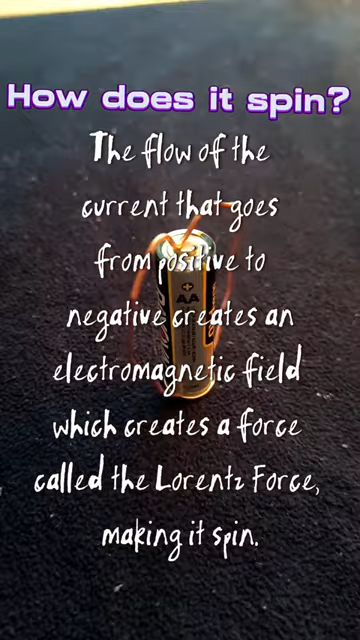 How does it spin?
The flow of the
current that goes
from positive to
negative creates an
electromagnetic field
which creates a force
called the Lorentz Force,
making it spin.
+
AA